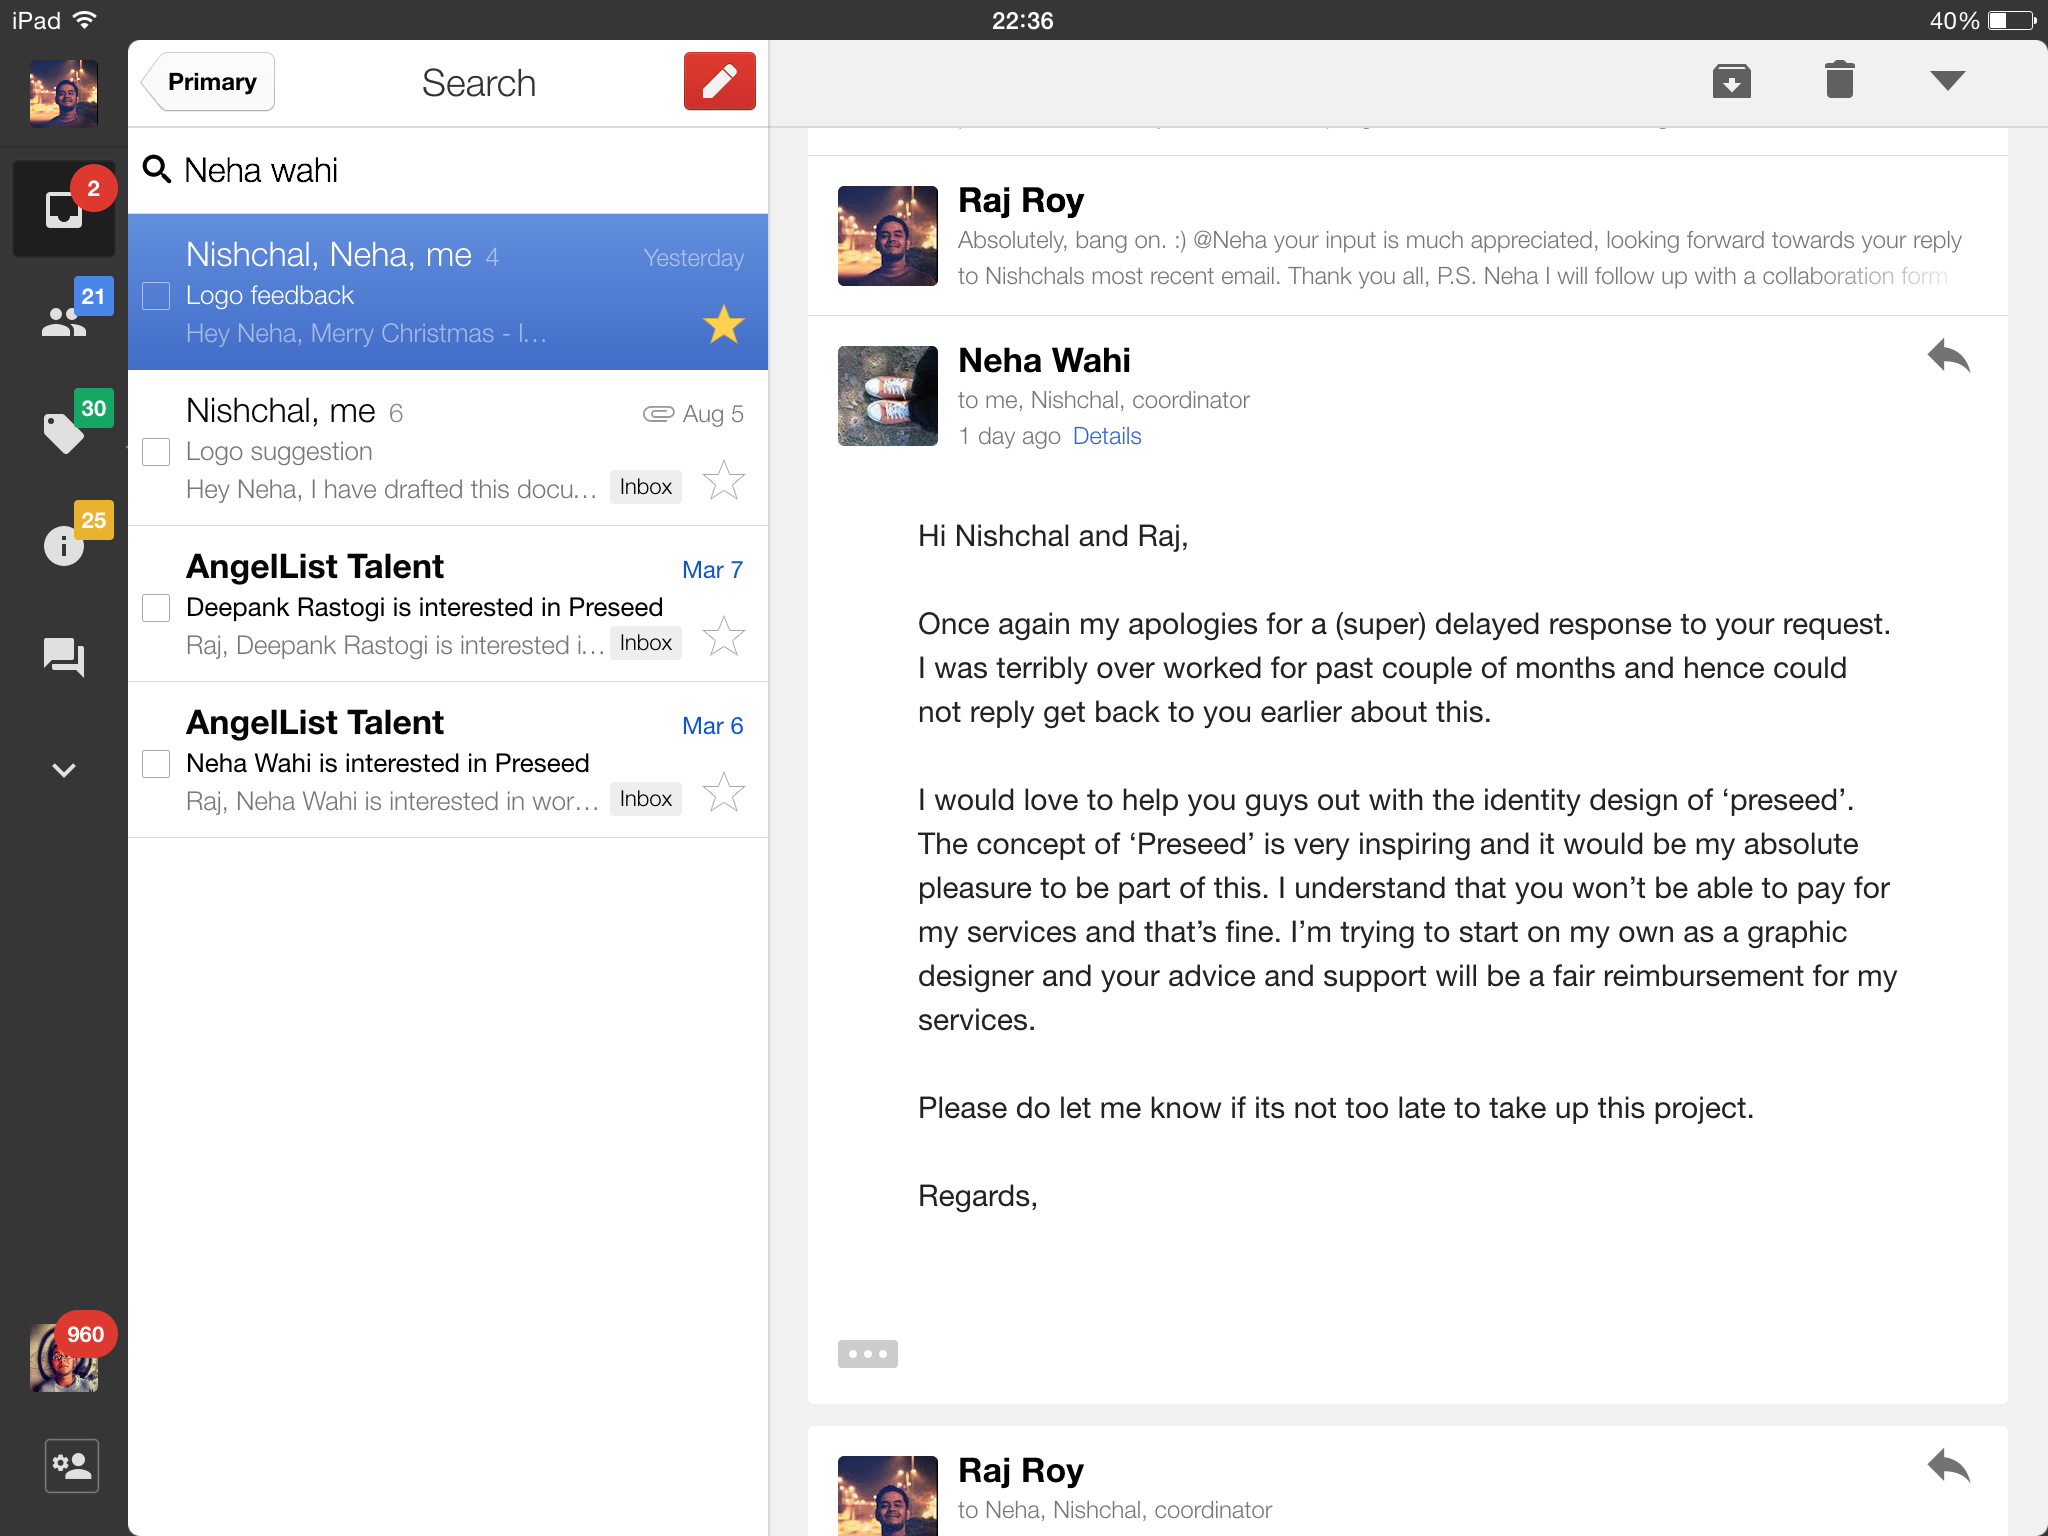 iPad
22:36
40%
2
21
30
25
960
Primary
Search
Neha wahi
Nishchal, Neha, me 4
Yesterday
Logo feedback
Hey Neha, Merry Christmas - I...
Nishchal, me 6
Aug 5
Logo suggestion
Hey Neha, I have drafted this docu...
Inbox
AngelList Talent
Mar 7
Deepank Rastogi is interested in Preseed
Raj, Deepank Rastogi is interested i...
Inbox
AngelList Talent
Mar 6
Neha Wahi is interested in Preseed
Raj, Neha Wahi is interested in wor...
Inbox
Raj Roy
Absolutely, bang on. :) @Neha your input is much appreciated, looking forward towards your reply
to Nishchals most recent email. Thank you all, P.S. Neha I will follow up with a collaboration form
Neha Wahi
to me, Nishchal, coordinator
1 day ago Details
Hi Nishchal and Raj,
Once again my apologies for a (super) delayed response to your request.
I was terribly over worked for past couple of months and hence could
not reply get back to you earlier about this.
I would love to help you guys out with the identity design of ‘preseed’.
The concept of ‘Preseed’ is very inspiring and it would be my absolute
pleasure to be part of this. I understand that you won’t be able to pay for
my services and that’s fine. I’m trying to start on my own as a graphic
designer and your advice and support will be a fair reimbursement for my
services.
Please do let me know if its not too late to take up this project.
Regards,
Raj Roy
to Neha, Nishchal, coordinator